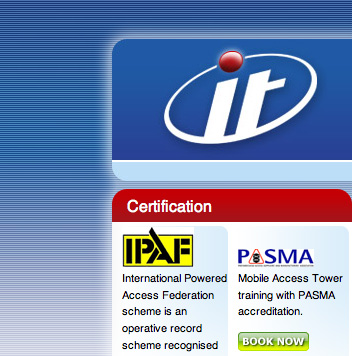 it
Certification
IPAF
International Powered
Access Federation
scheme is an
operative record
scheme recognised
PASMA
Mobile Access Tower
training with PASMA
accreditation.
BOOK NOW